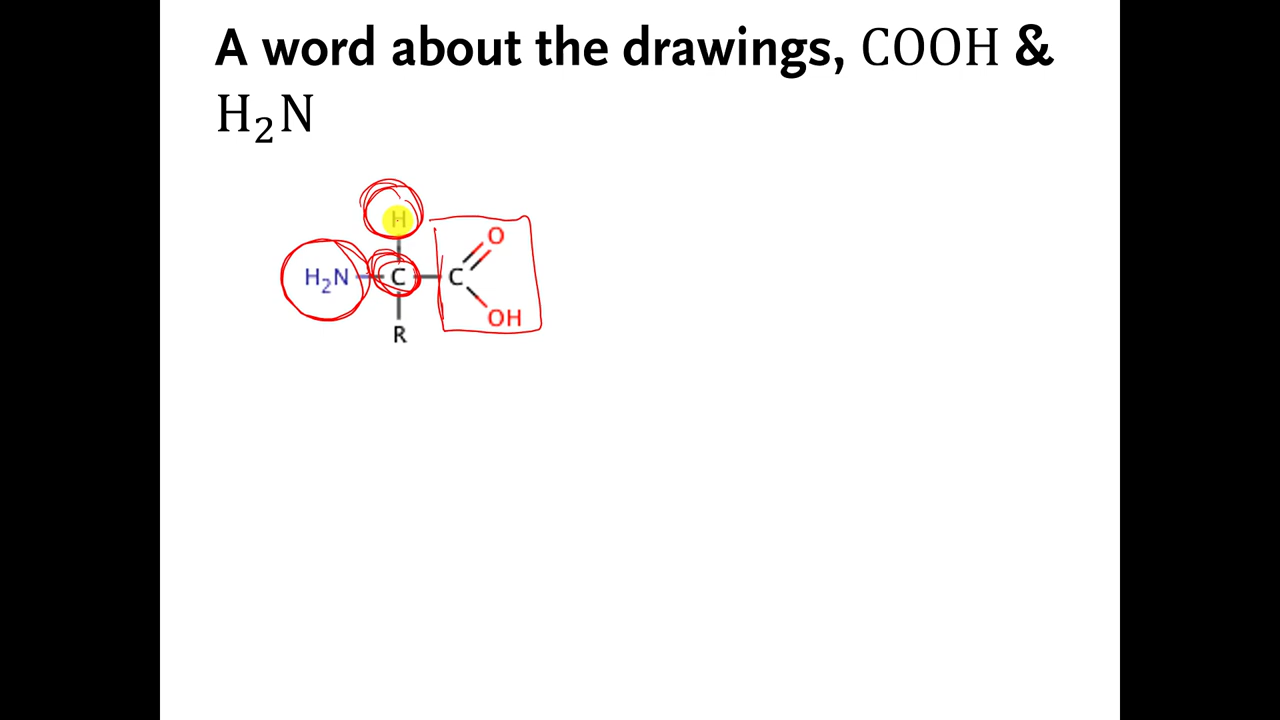 A word about the drawings, COOH &
H₂N
H
O
H₂N C C
OH
R